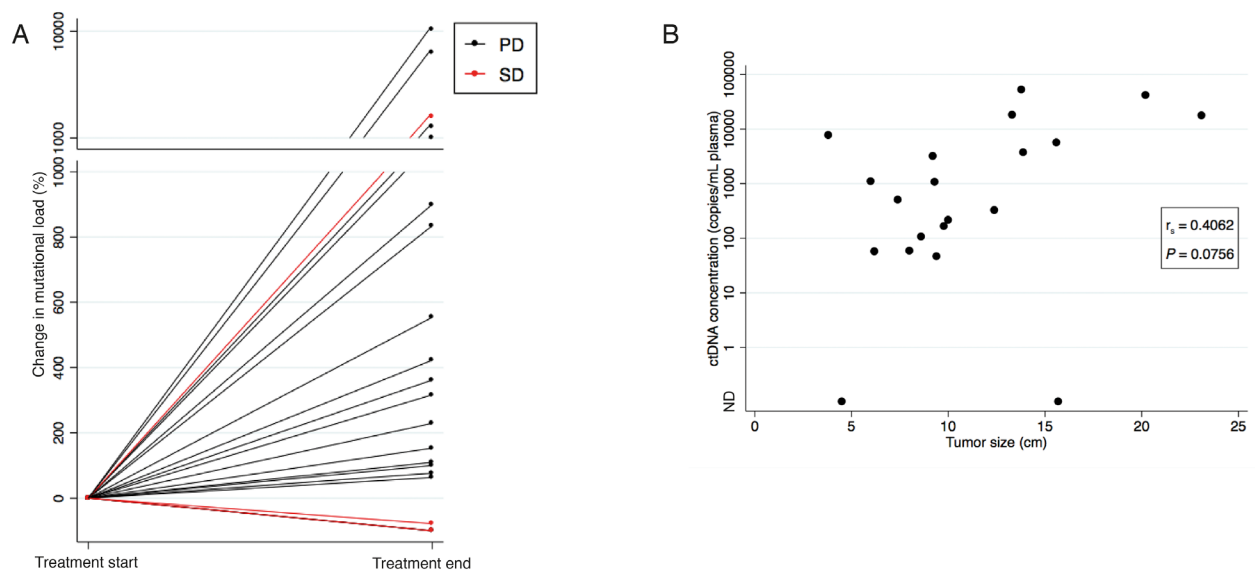 A
10000
1000
PD
SD
1000
800
600
400
200
0
Change in mutational load (%)
Treatment start
Treatment end
B
100000
10000
1000
100
10
1
ND
ctDNA concentration (copies/mL plasma)
rs = 0.4062
P = 0.0756
0 5 10 15 20 25
Tumor size (cm)